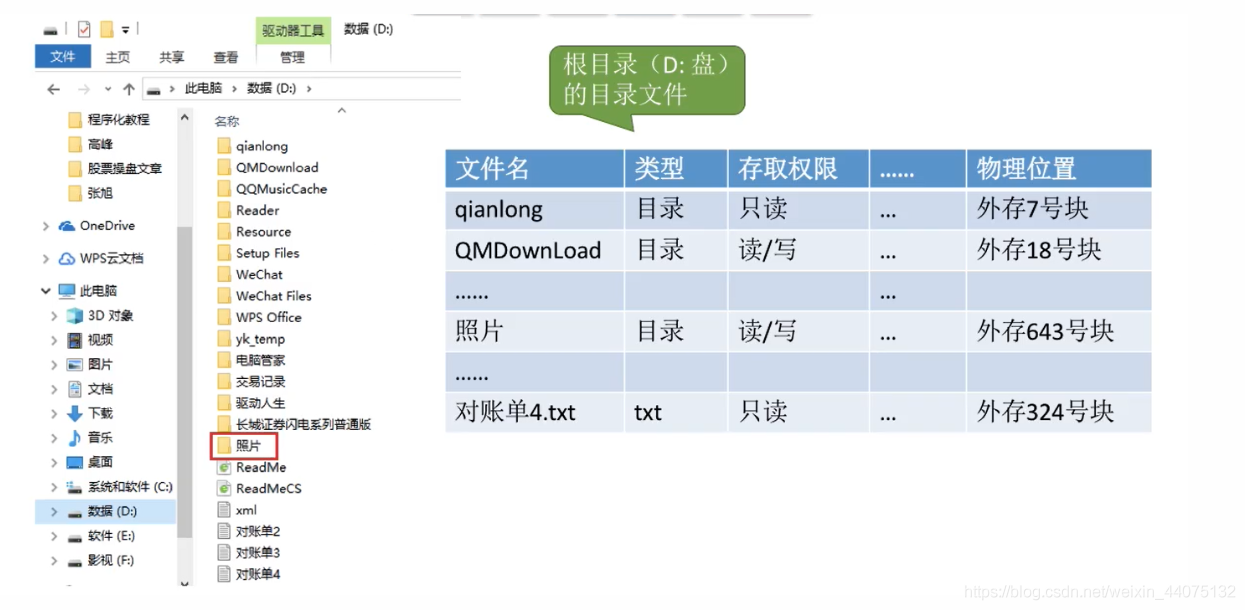 驱动器工具 数据 (D:)
文件 主页 共享 查看 管理
此电脑 › 数据 (D:) ›
程序化教程
高峰
股票操盘文章
张旭
OneDrive
WPS云文档
此电脑
3D 对象
视频
图片
文档
下载
音乐
桌面
系统和软件 (C:)
数据 (D:)
软件 (E:)
影视 (F:)
名称
qianlong
QMDownload
QQMusicCache
Reader
Resource
Setup Files
WeChat
WeChat Files
WPS Office
yk_temp
电脑管家
交易记录
驱动人生
长城证券闪电系列普通版
照片
ReadMe
ReadMeCS
xml
对账单2
对账单3
对账单4
根目录（D: 盘）
的目录文件
文件名 类型 存取权限 …… 物理位置
qianlong 目录 只读 … 外存7号块
QMDownLoad 目录 读/写 … 外存18号块
…… …
照片 目录 读/写 … 外存643号块
……
对账单4.txt txt 只读 … 外存324号块
https://blog.csdn.net/weixin_44075132